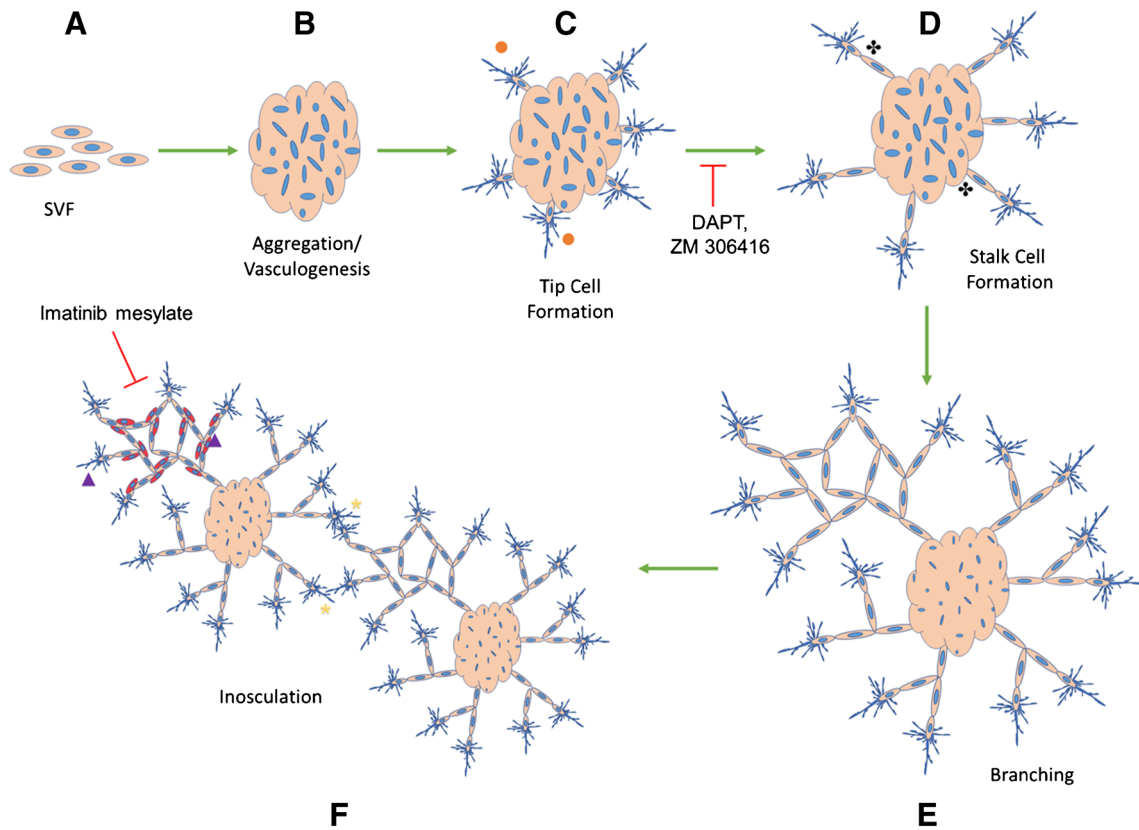 A
B
C
D
SVF
Aggregation/
Vasculogenesis
Tip Cell
Formation
DAPT,
ZM 306416
Stalk Cell
Formation
Imatinib mesylate
Inosculation
Branching
F
E